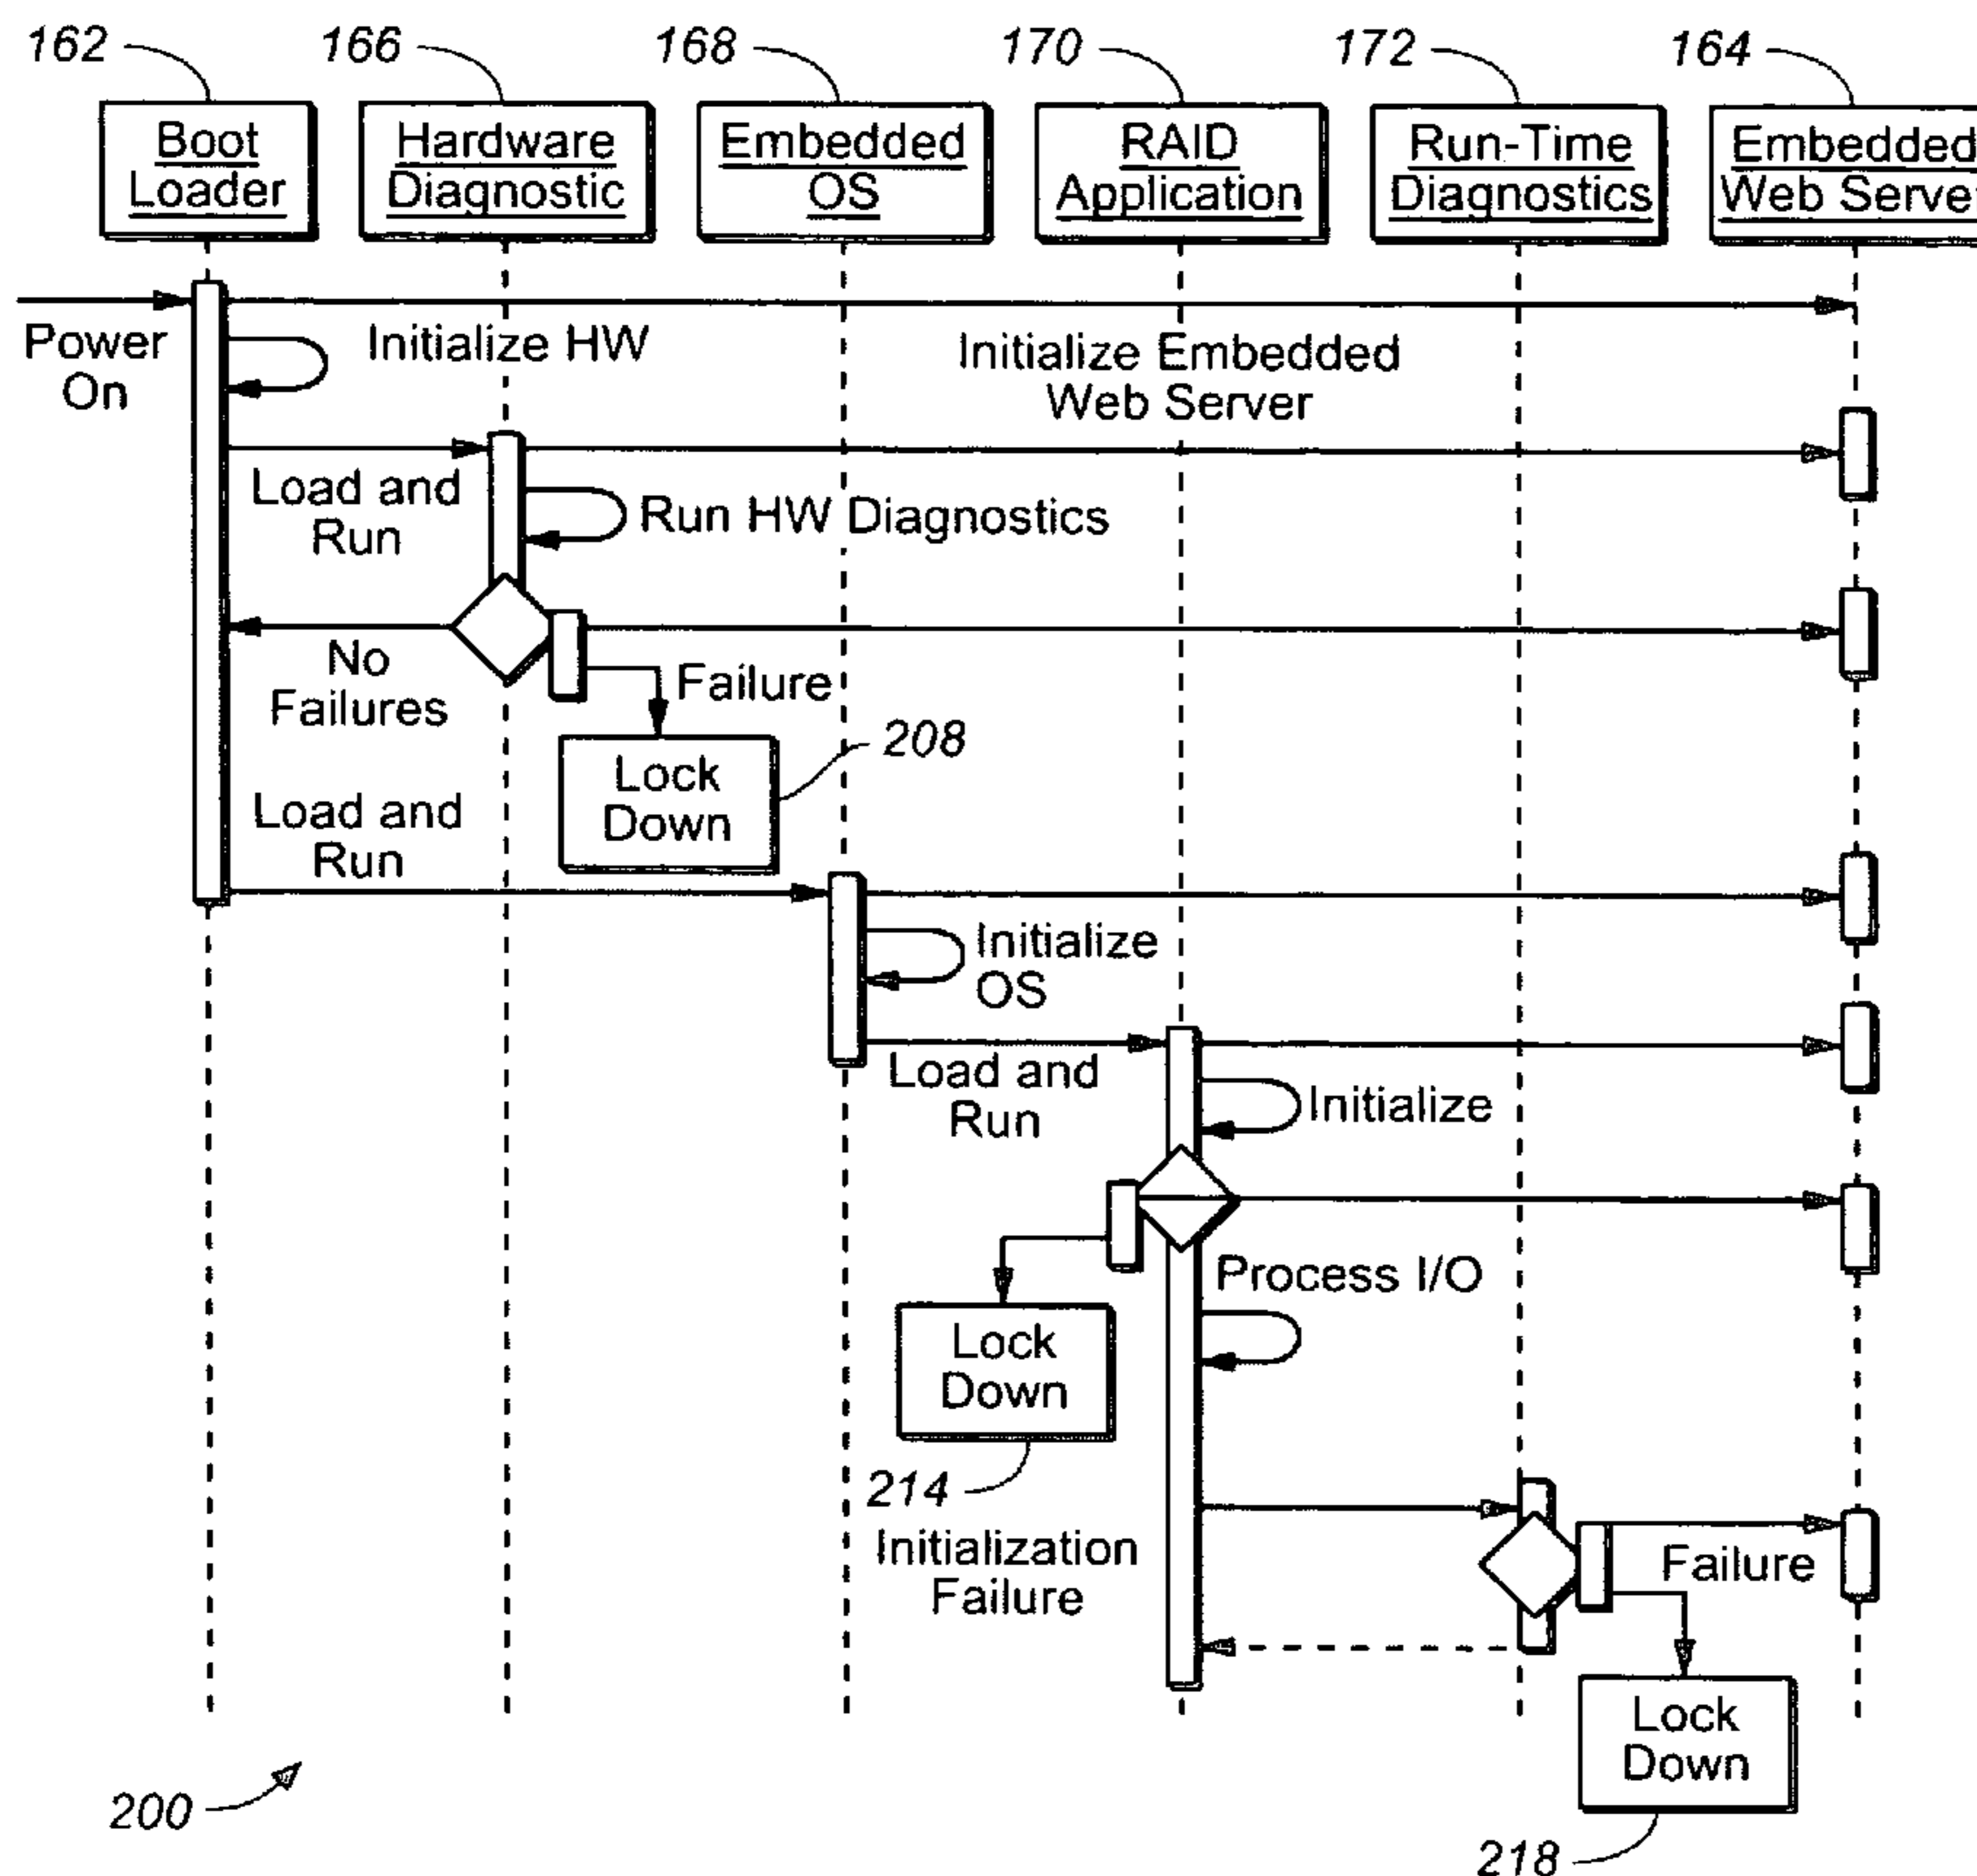 162
166
168
170
172
164
Boot
Loader
Hardware
Diagnostic
Embedded
OS
RAID
Application
Run-Time
Diagnostics
Embedded
Web Server
Power
On
Initialize HW
Initialize Embedded
Web Server
Load and
Run
Run HW Diagnostics
No
Failures
Failure
208
Lock
Down
Load and
Run
Initialize
OS
Load and
Run
Initialize
Process I/O
Lock
Down
214
Initialization
Failure
Failure
Lock
Down
200
218